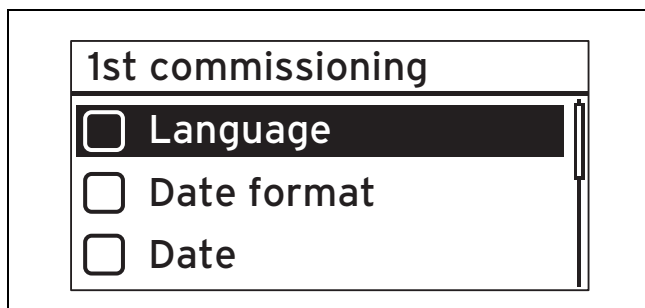 1st commissioning
Language
Date format
Date